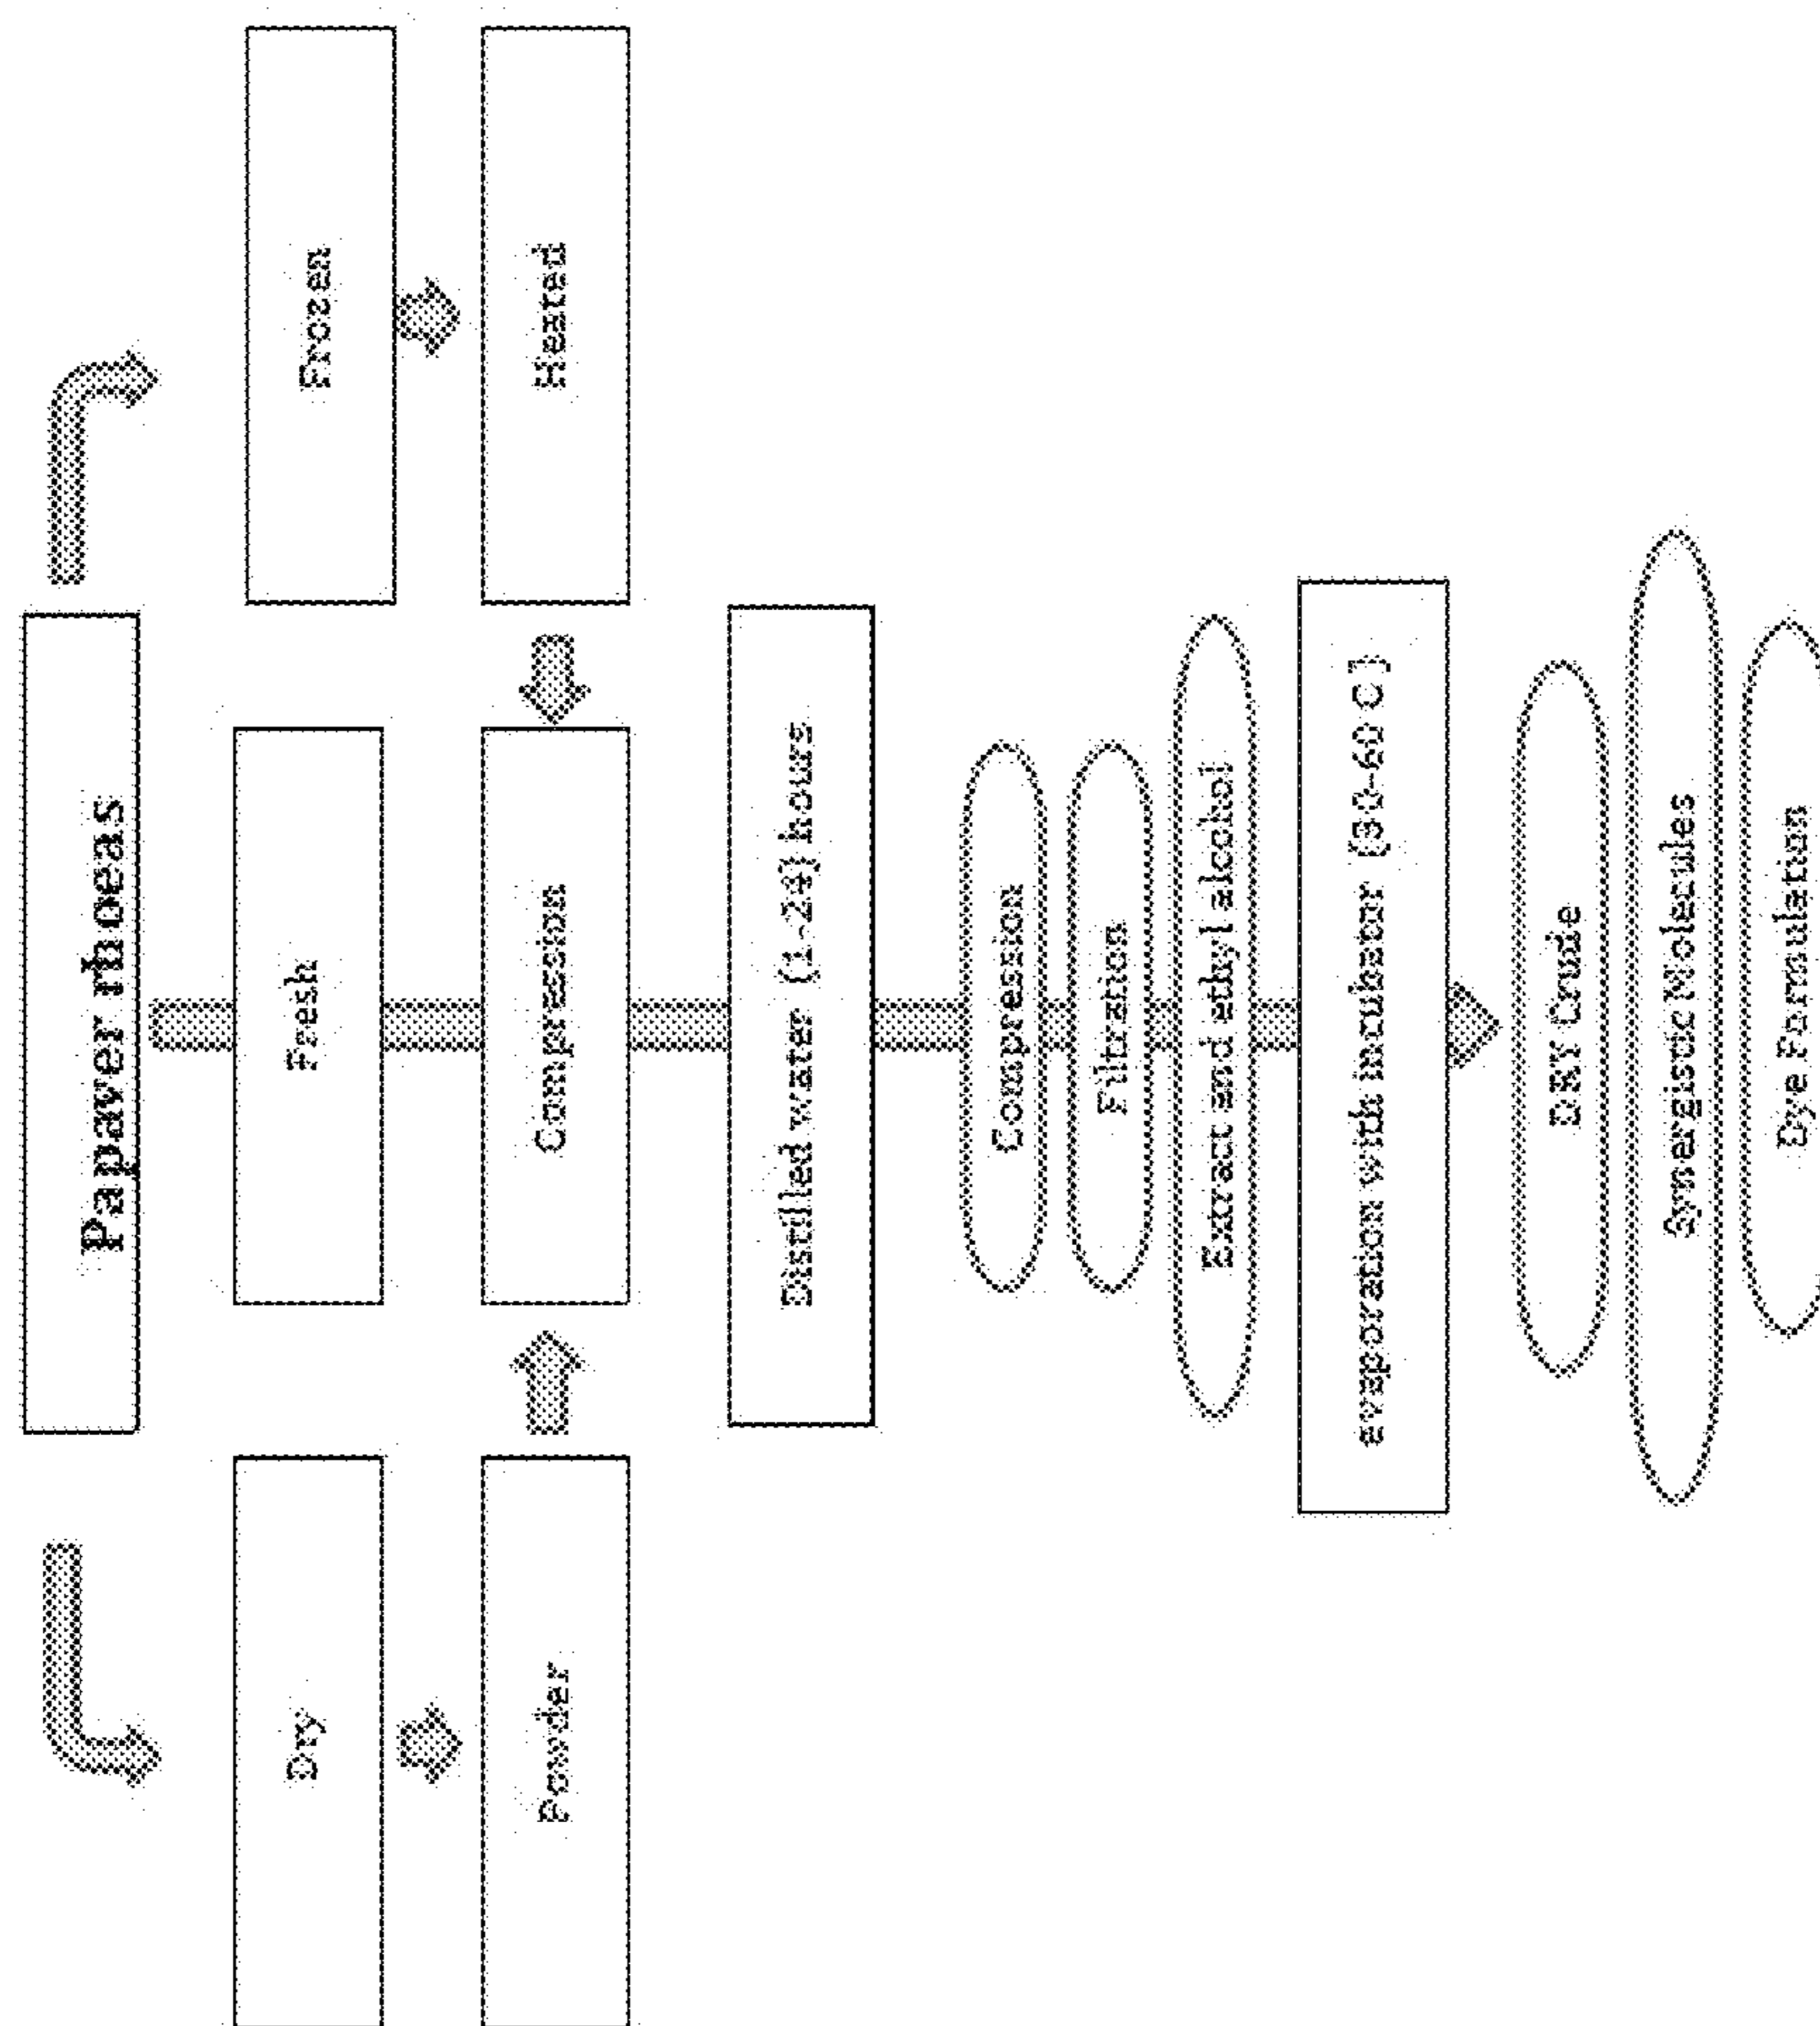 Papaver rhoeas
Dry
Fresh
Frozen
Powder
Compression
Heated
Distilled water (1-24) hours
Compression
Filtration
Extract and ethyl alcohol
evaporation with incubator [30-60 C]
DRY Crude
Synergistic Molecules
Dye Formulation